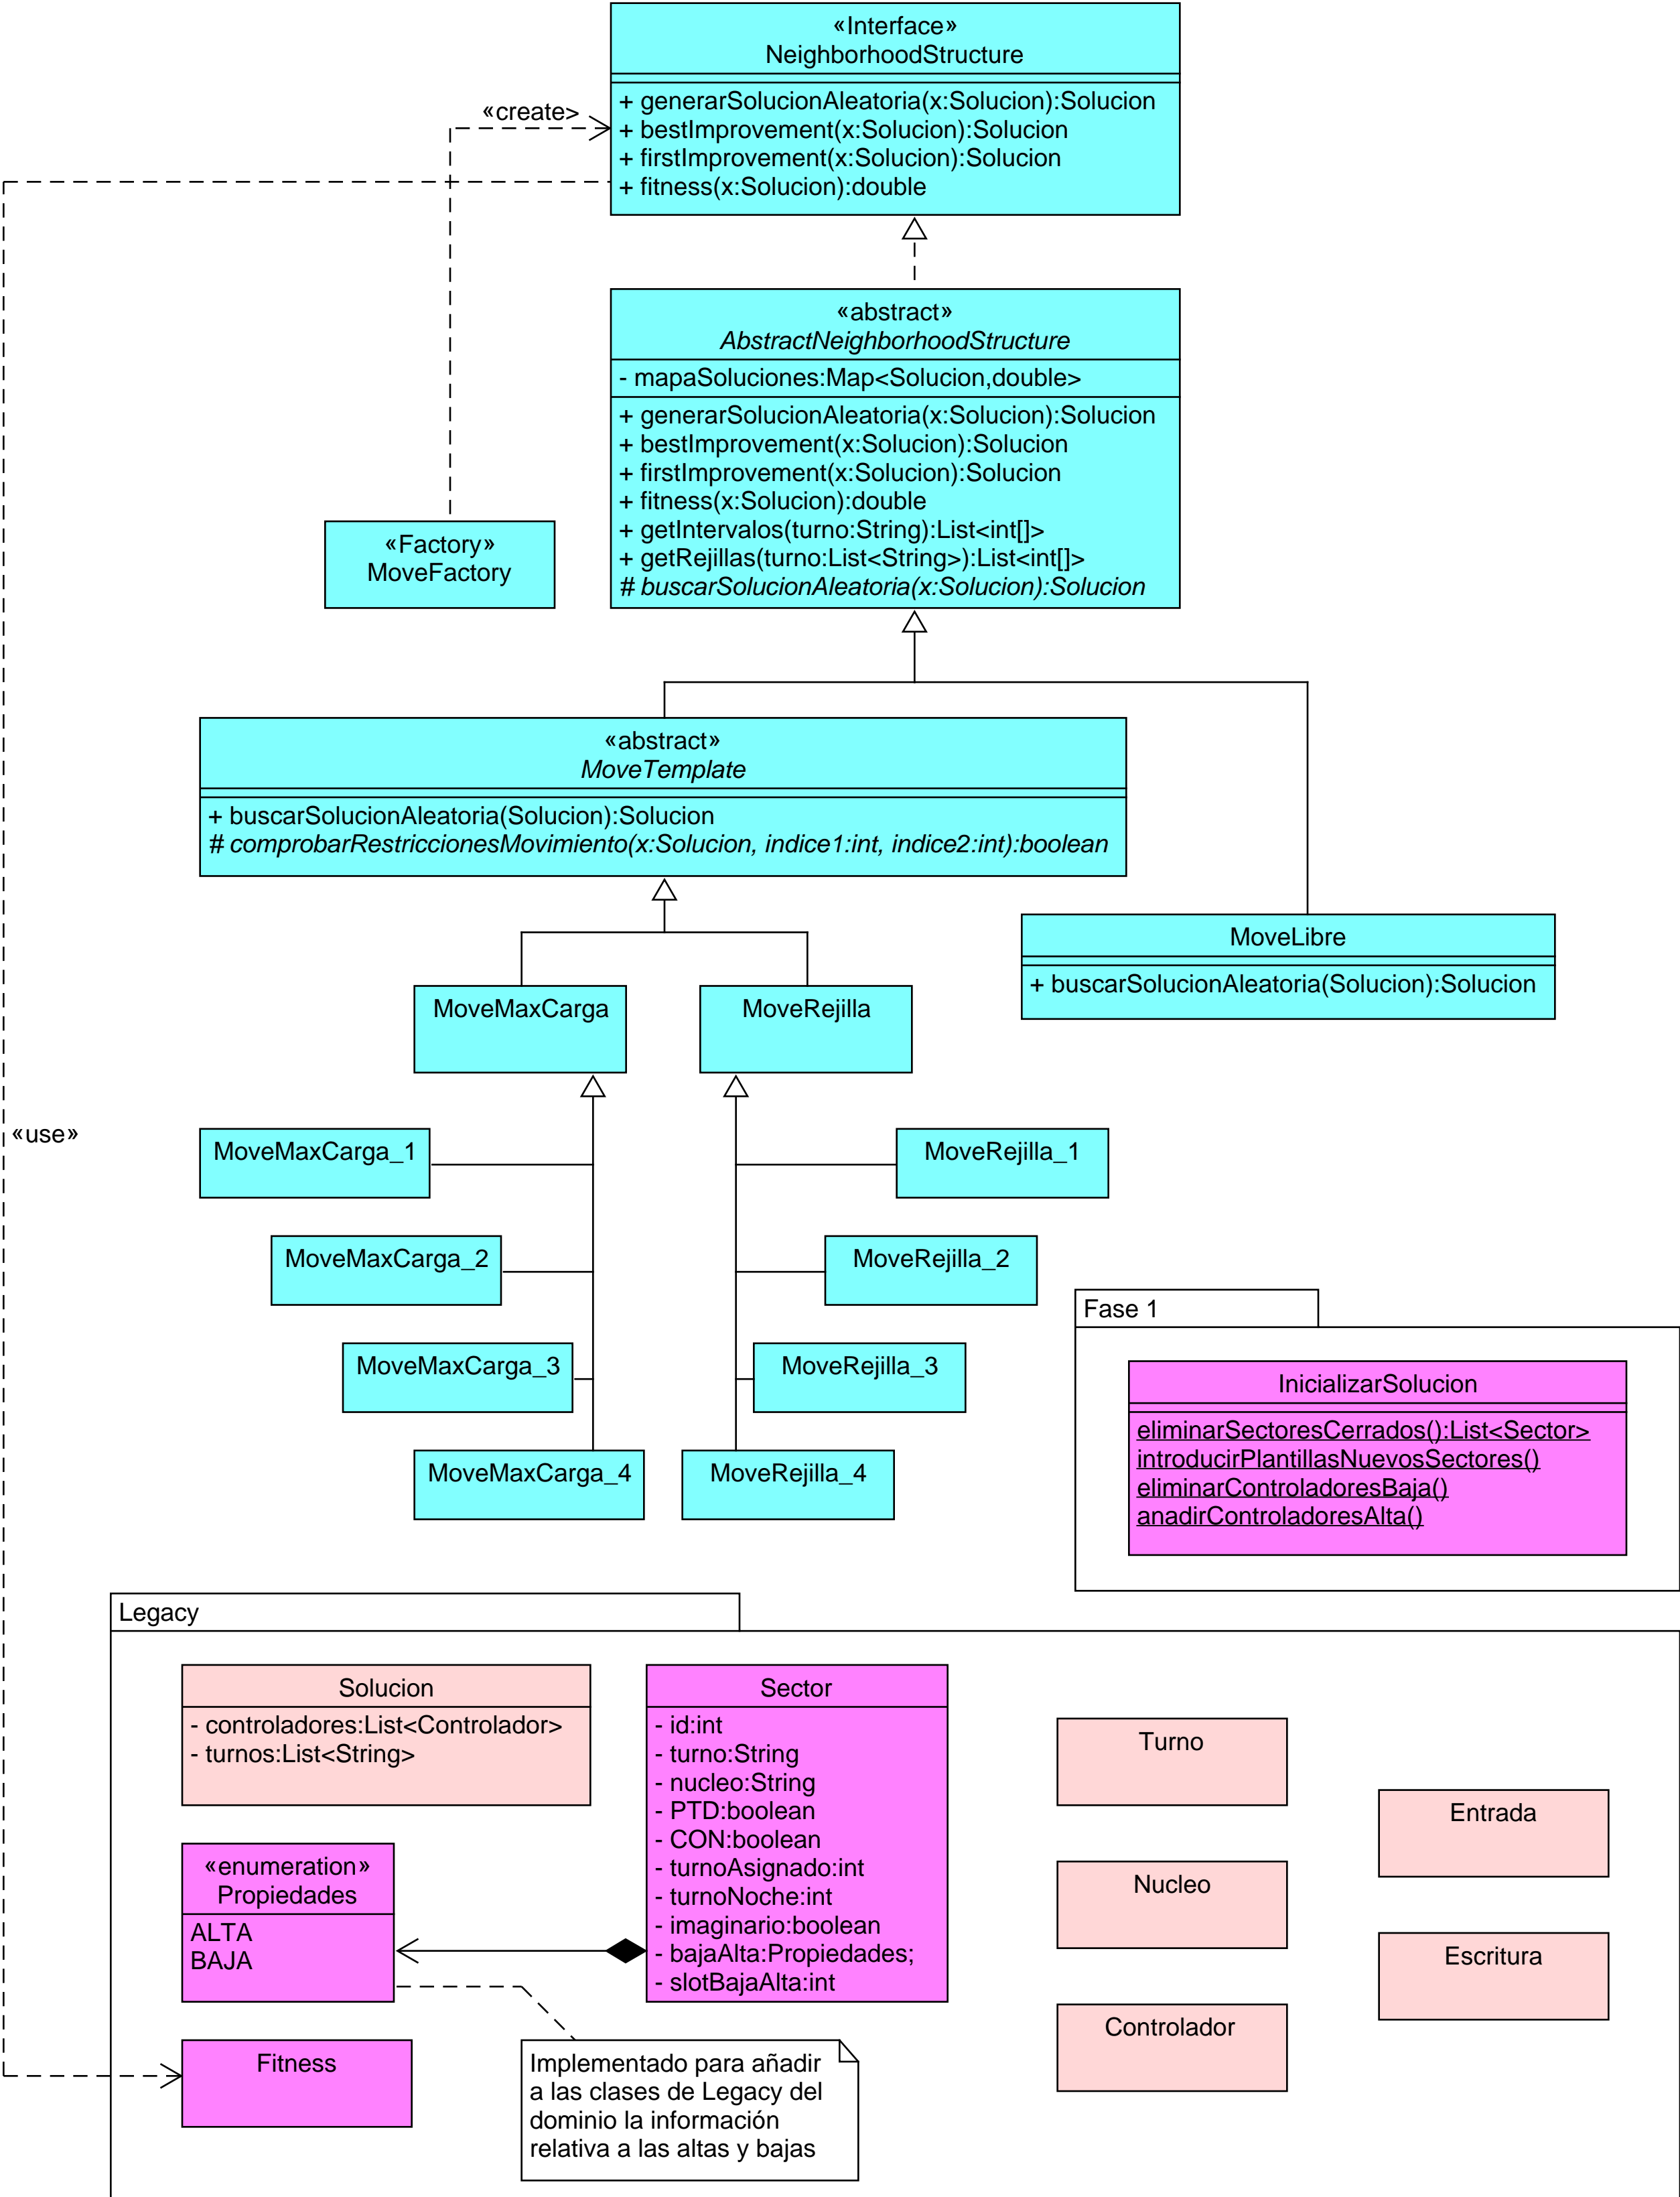 «Interface»
NeighborhoodStructure
+ generarSolucionAleatoria(x:Solucion):Solucion
+ bestImprovement(x:Solucion):Solucion
+ firstImprovement(x:Solucion):Solucion
+ fitness(x:Solucion):double
«create>
«abstract»
AbstractNeighborhoodStructure
- mapaSoluciones:Map<Solucion,double>
+ generarSolucionAleatoria(x:Solucion):Solucion
+ bestImprovement(x:Solucion):Solucion
+ firstImprovement(x:Solucion):Solucion
+ fitness(x:Solucion):double
+ getIntervalos(turno:String):List<int[]>
+ getRejillas(turno:List<String>):List<int[]>
# buscarSolucionAleatoria(x:Solucion):Solucion
«Factory»
MoveFactory
«abstract»
MoveTemplate
+ buscarSolucionAleatoria(Solucion):Solucion
# comprobarRestriccionesMovimiento(x:Solucion, indice1:int, indice2:int):boolean
MoveLibre
+ buscarSolucionAleatoria(Solucion):Solucion
MoveMaxCarga
MoveRejilla
«use»
MoveMaxCarga_1
MoveRejilla_1
MoveMaxCarga_2
MoveRejilla_2
MoveMaxCarga_3
MoveRejilla_3
MoveMaxCarga_4
MoveRejilla_4
Fase 1
InicializarSolucion
eliminarSectoresCerrados():List<Sector>
introducirPlantillasNuevosSectores()
eliminarControladoresBaja()
anadirControladoresAlta()
Legacy
Solucion
- controladores:List<Controlador>
- turnos:List<String>
Sector
- id:int
- turno:String
- nucleo:String
- PTD:boolean
- CON:boolean
- turnoAsignado:int
- turnoNoche:int
- imaginario:boolean
- bajaAlta:Propiedades;
- slotBajaAlta:int
«enumeration»
Propiedades
ALTA
BAJA
Fitness
Implementado para añadir
a las clases de Legacy del
dominio la información
relativa a las altas y bajas
Turno
Nucleo
Controlador
Entrada
Escritura